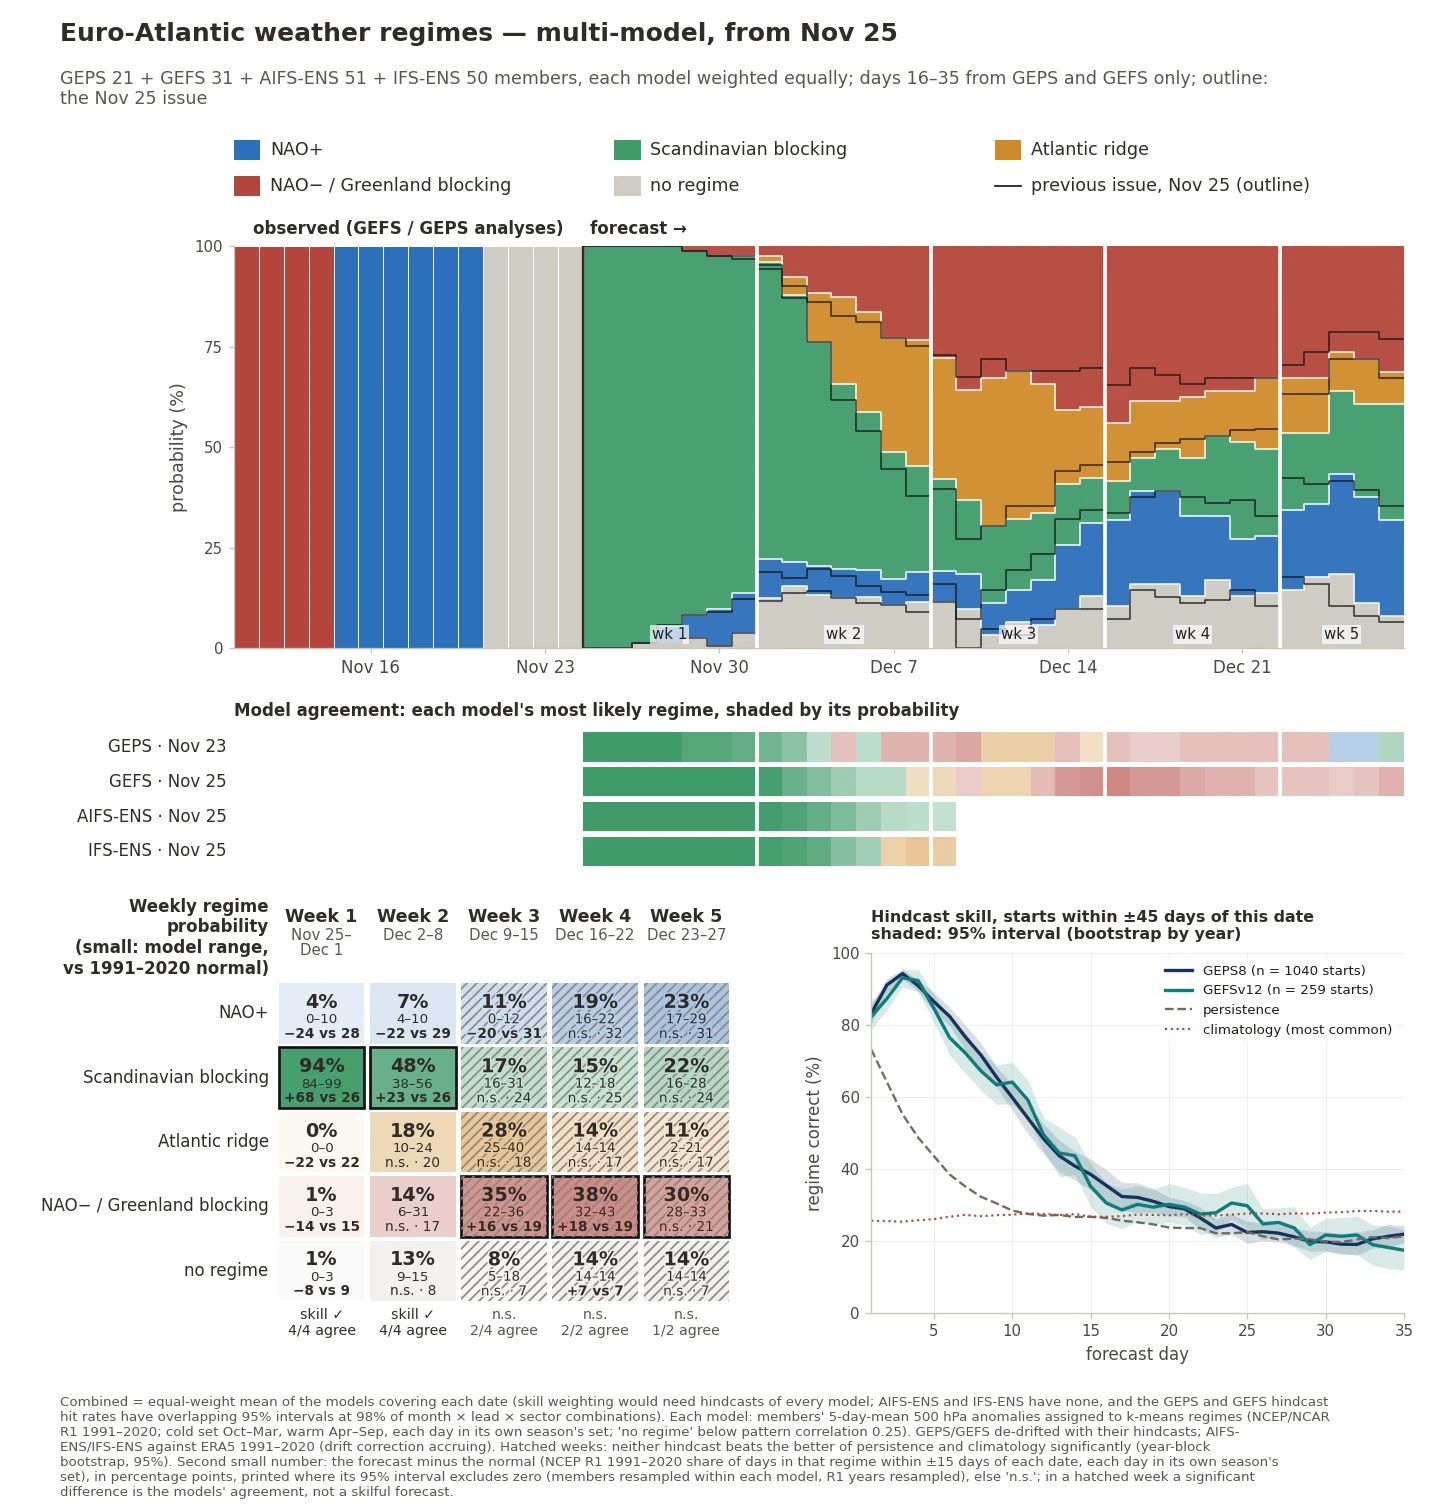 Euro-Atlantic weather regimes — multi-model, from Nov 25
GEPS 21 + GEFS 31 + AIFS-ENS 51 + IFS-ENS 50 members, each model weighted equally; days 16–35 from GEPS and GEFS only; outline:
the Nov 25 issue
NAO+
Scandinavian blocking
Atlantic ridge
NAO− / Greenland blocking
no regime
previous issue, Nov 25 (outline)
observed (GEFS / GEPS analyses)
forecast →
100
75
50
25
0
probability (%)
wk 1
wk 2
wk 3
wk 4
wk 5
Nov 16
Nov 23
Nov 30
Dec 7
Dec 14
Dec 21
Model agreement: each model's most likely regime, shaded by its probability
GEPS · Nov 23
GEFS · Nov 25
AIFS-ENS · Nov 25
IFS-ENS · Nov 25
Weekly regime
probability
(small: model range,
vs 1991–2020 normal)
Week 1
Nov 25–
Dec 1
Week 2
Dec 2–8
Week 3
Dec 9–15
Week 4
Dec 16–22
Week 5
Dec 23–27
NAO+
4%
0–10
−24 vs 28
7%
4–10
−22 vs 29
11%
0–12
−20 vs 31
19%
16–22
n.s. · 32
23%
17–29
n.s. · 31
Scandinavian blocking
94%
84–99
+68 vs 26
48%
38–56
+23 vs 26
17%
16–31
n.s. · 24
15%
12–18
n.s. · 25
22%
16–28
n.s. · 24
Atlantic ridge
0%
0–0
−22 vs 22
18%
10–24
n.s. · 20
28%
25–40
n.s. · 18
14%
14–14
n.s. · 17
11%
2–21
n.s. · 17
NAO− / Greenland blocking
1%
0–3
−14 vs 15
14%
6–31
n.s. · 17
35%
22–36
+16 vs 19
38%
32–43
+18 vs 19
30%
28–33
n.s. · 21
no regime
1%
0–3
−8 vs 9
13%
9–15
n.s. · 8
8%
5–18
n.s. · 7
14%
14–14
+7 vs 7
14%
14–14
n.s. · 7
skill ✓
4/4 agree
skill ✓
4/4 agree
n.s.
2/4 agree
n.s.
2/2 agree
n.s.
1/2 agree
Hindcast skill, starts within ±45 days of this date
shaded: 95% interval (bootstrap by year)
GEPS8 (n = 1040 starts)
GEFSv12 (n = 259 starts)
persistence
climatology (most common)
100
80
60
40
20
0
regime correct (%)
5
10
15
20
25
30
35
forecast day
Combined = equal-weight mean of the models covering each date (skill weighting would need hindcasts of every model; AIFS-ENS and IFS-ENS have none, and the GEPS and GEFS hindcast
hit rates have overlapping 95% intervals at 98% of month × lead × sector combinations). Each model: members' 5-day-mean 500 hPa anomalies assigned to k-means regimes (NCEP/NCAR
R1 1991–2020; cold set Oct–Mar, warm Apr–Sep, each day in its own season's set; 'no regime' below pattern correlation 0.25). GEPS/GEFS de-drifted with their hindcasts; AIFS-
ENS/IFS-ENS against ERA5 1991–2020 (drift correction accruing). Hatched weeks: neither hindcast beats the better of persistence and climatology significantly (year-block
bootstrap, 95%). Second small number: the forecast minus the normal (NCEP R1 1991–2020 share of days in that regime within ±15 days of each date, each day in its own season's
set), in percentage points, printed where its 95% interval excludes zero (members resampled within each model, R1 years resampled), else 'n.s.'; in a hatched week a significant
difference is the models' agreement, not a skilful forecast.